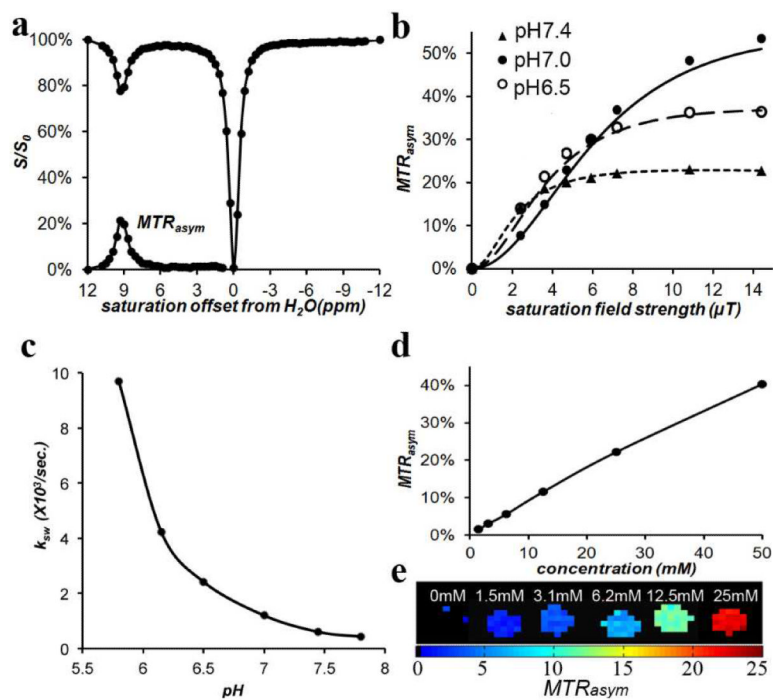 a
100%
80%
60%
40%
20%
0%
S/S0
MTRasym
12 9 6 3 0 -3 -6 -9 -12
saturation offset from H2O(ppm)
b
50%
40%
30%
20%
10%
0%
MTRasym
pH7.4
pH7.0
pH6.5
0 2 4 6 8 10 12 14
saturation field strength (µT)
c
10
8
6
4
2
0
ksw (X10³/sec.)
5.5 6 6.5 7 7.5 8
pH
d
40%
30%
20%
10%
0%
MTRasym
0 10 20 30 40 50
concentration (mM)
e
0mM 1.5mM 3.1mM 6.2mM 12.5mM 25mM
0 5 10 15 20 25
MTRasym